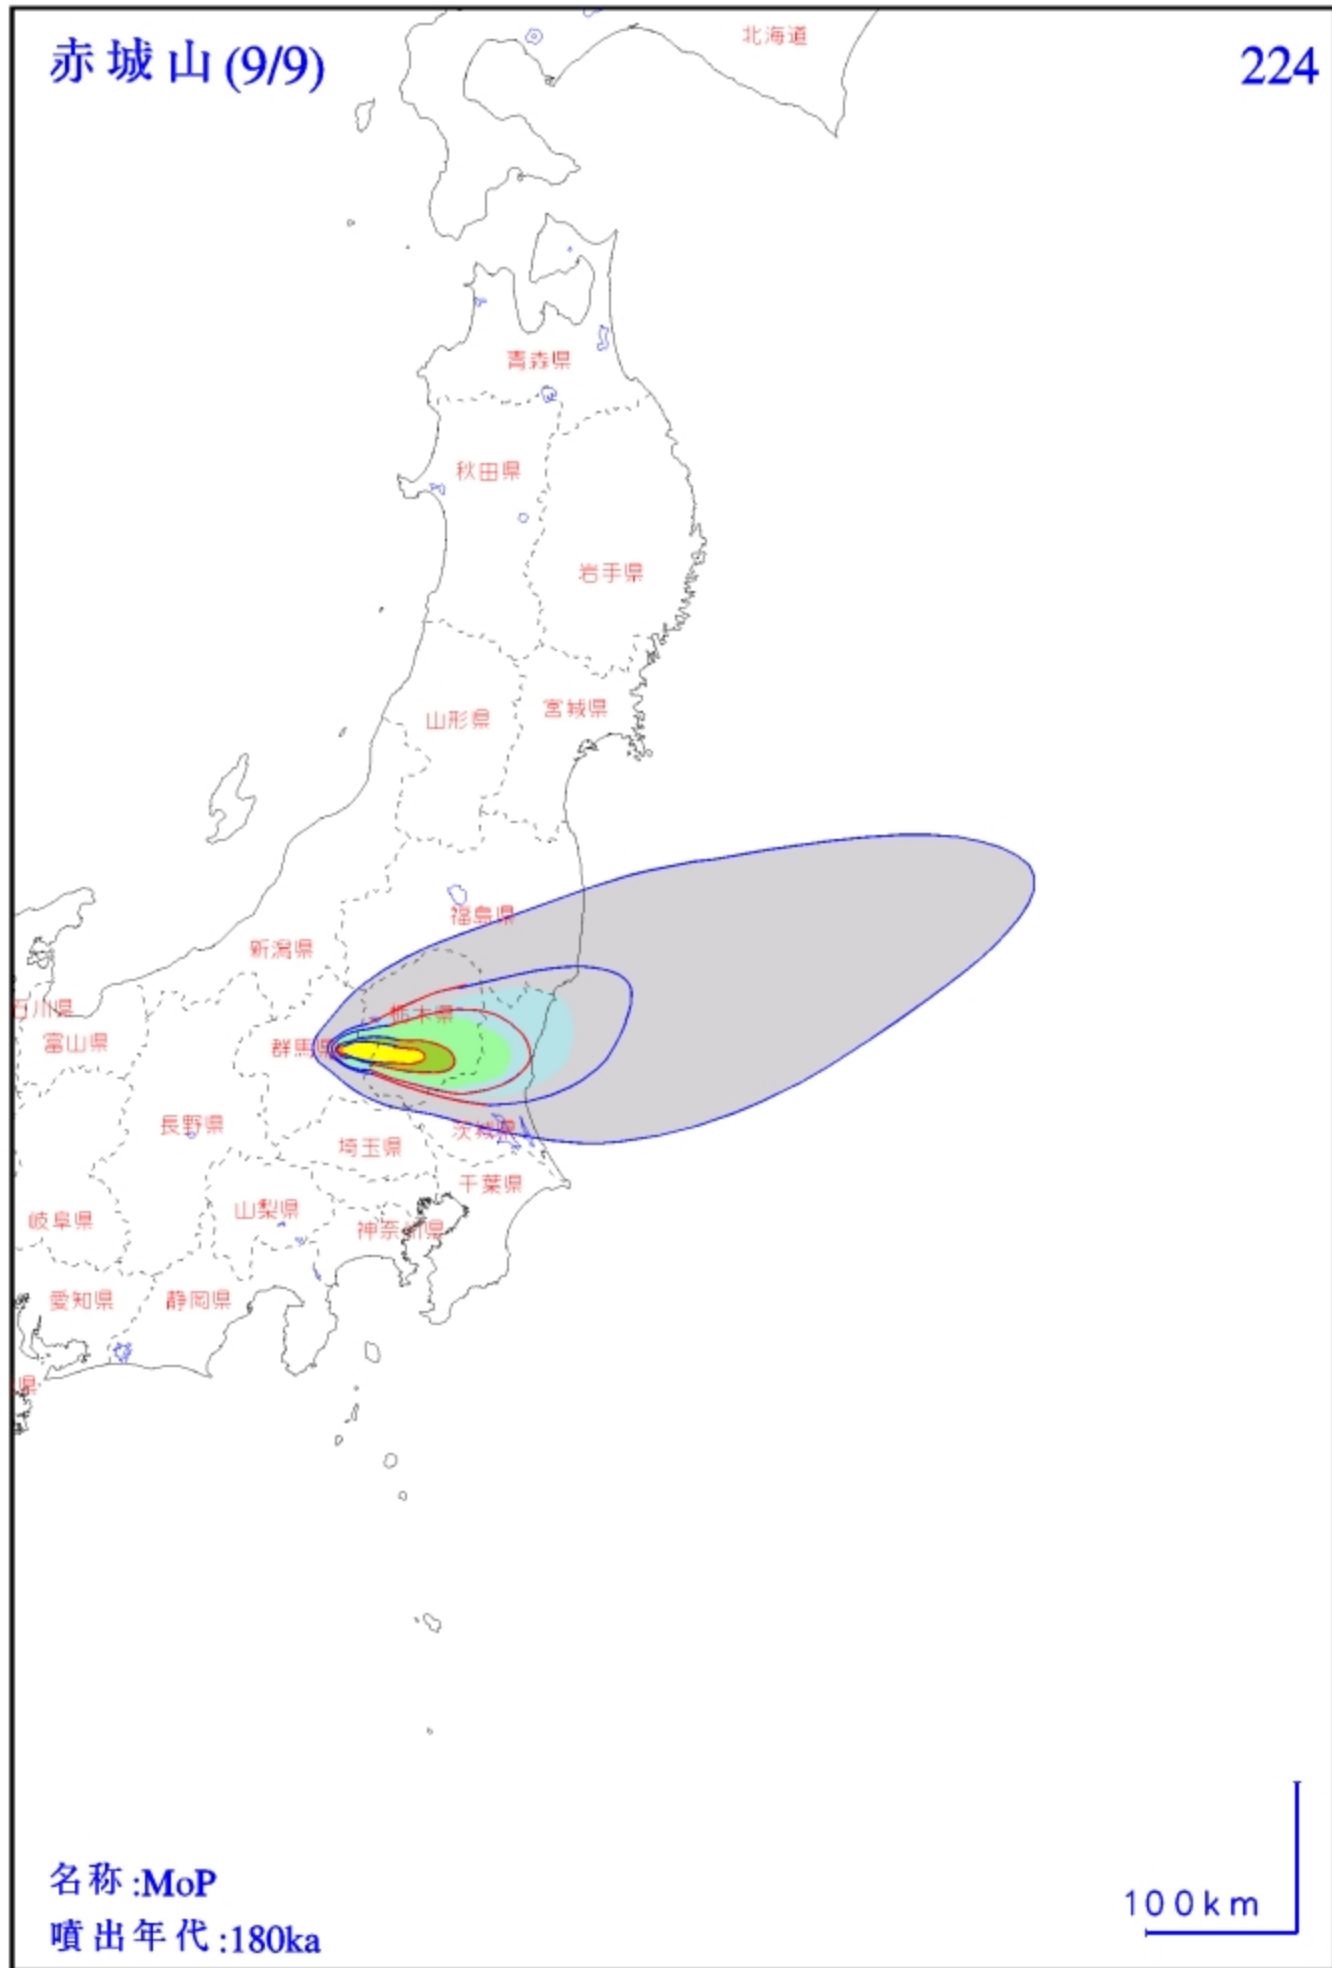 赤城山(9/9)
224
北海道
青森県
秋田県
岩手県
山形県
宮城県
福島県
新潟県
石川県
富山県
群馬県
栃木県
長野県
埼玉県
茨城県
千葉県
山梨県
岐阜県
神奈川県
愛知県
静岡県
県
100km
名称:MoP
噴出年代:180ka